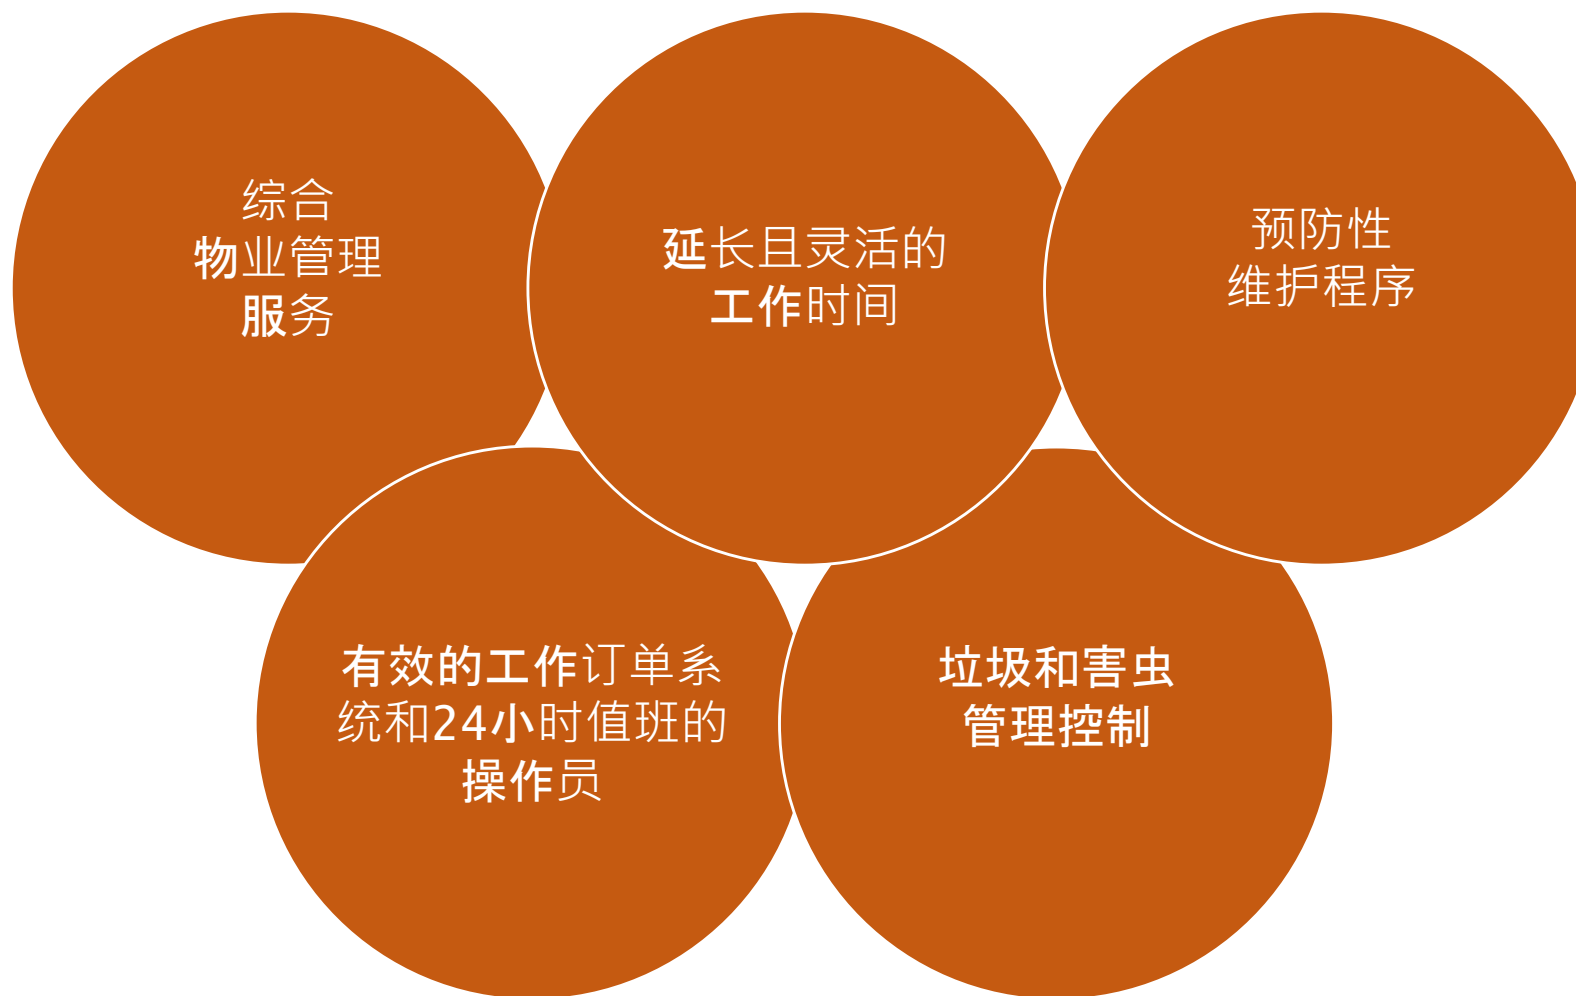 综合
物业管理
服务
延长且灵活的
工作时间
预防性
维护程序
有效的工作订单系
统和24小时值班的
操作员
垃圾和害虫
管理控制